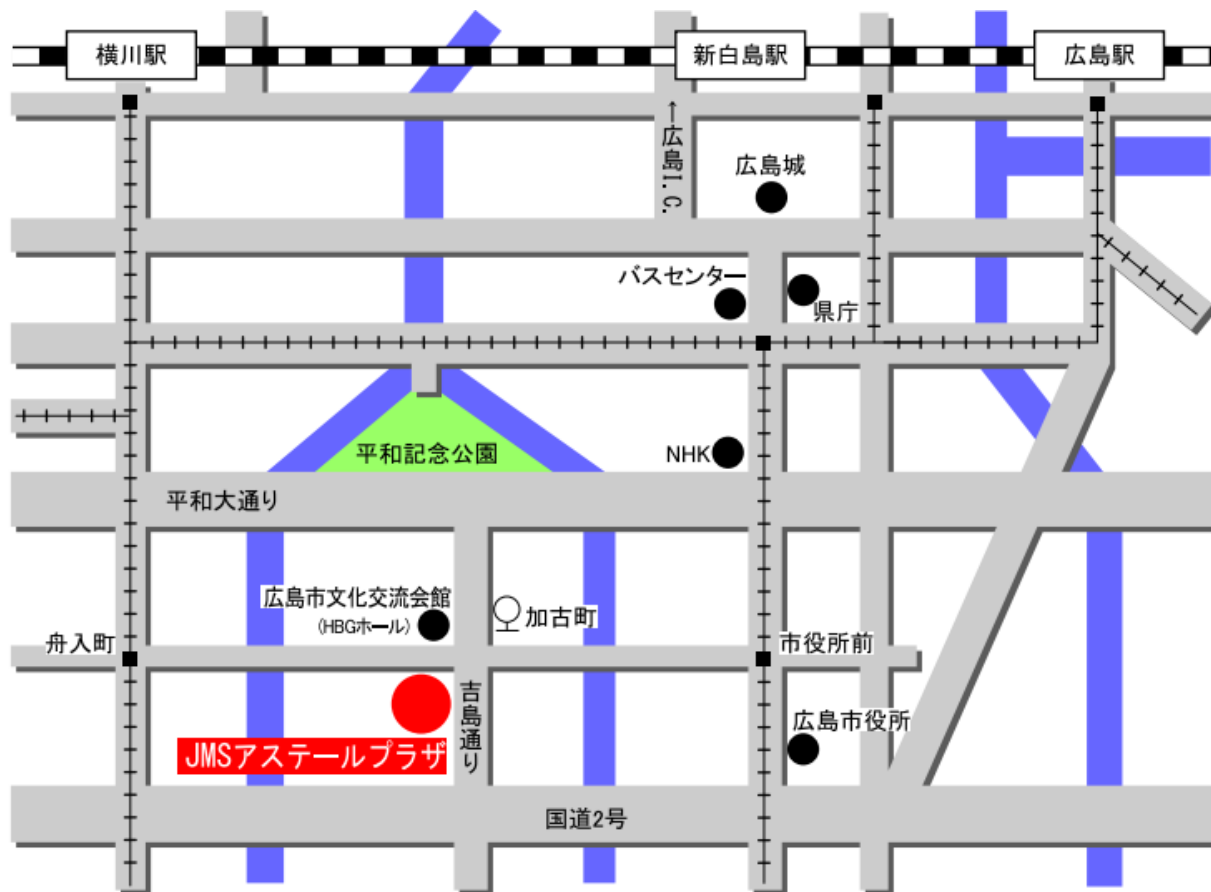 横川駅
新白島駅
広島駅
←広島I.C.
広島城
バスセンター
県庁
平和記念公園
NHK
平和大通り
広島市文化交流会館
(HBGホール)
加古町
舟入町
市役所前
吉島通り
広島市役所
JMSアステールプラザ
国道2号